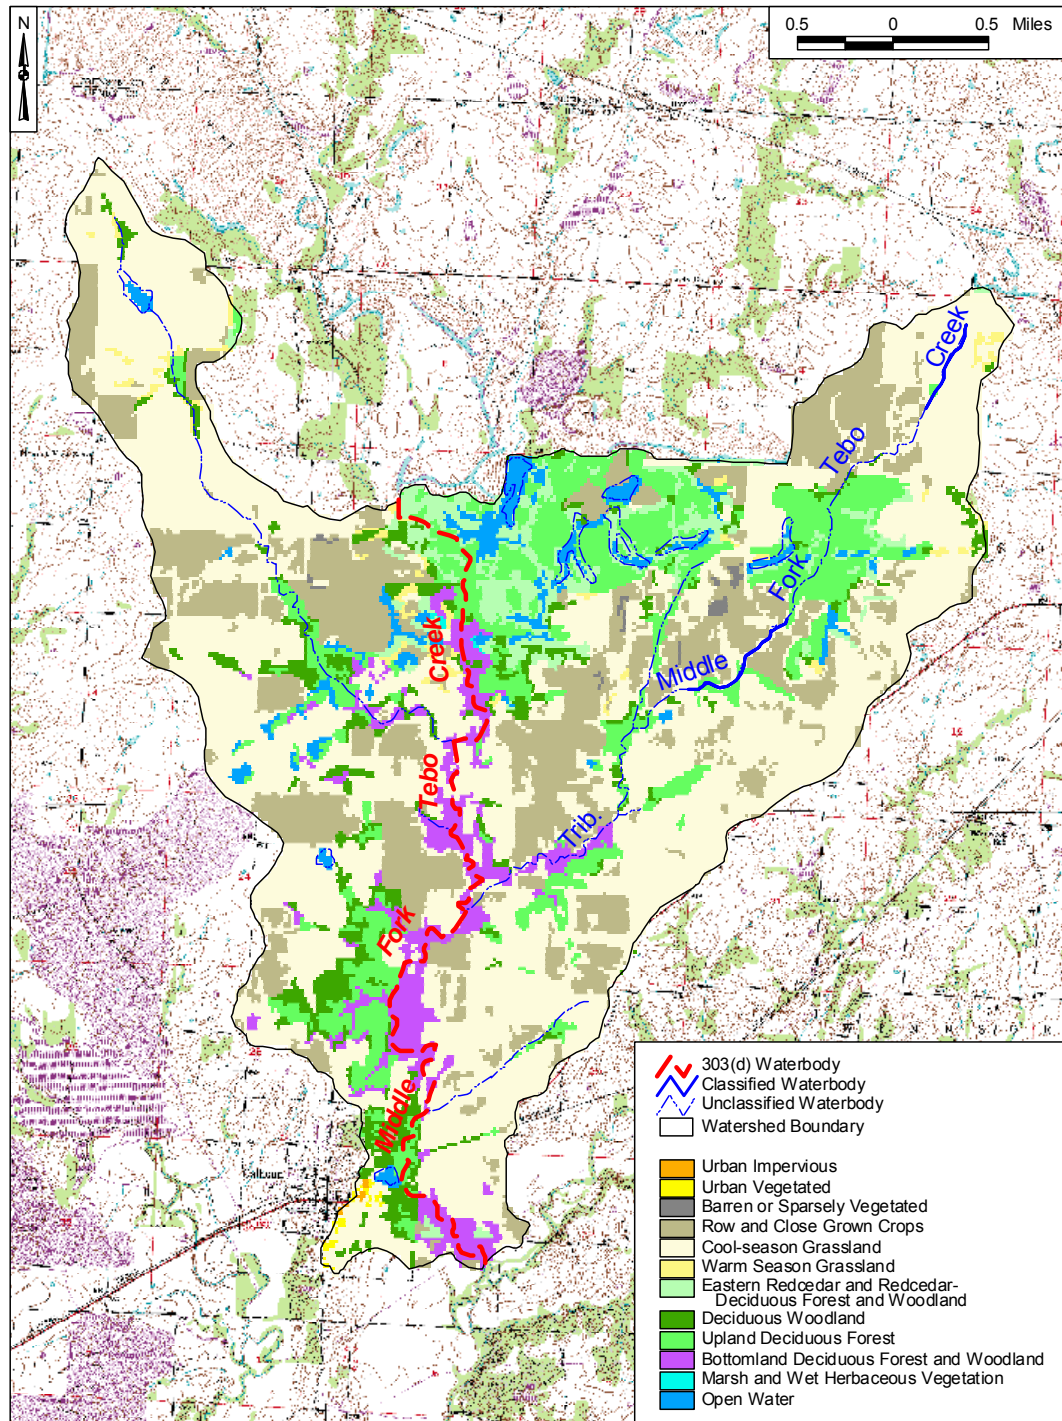 N
0.5 0 0.5 Miles
Creek
Tebo
Fork
Middle
Trib.
Creek
Tebo
Fork
Middle
303(d) Waterbody
Classified Waterbody
Unclassified Waterbody
Watershed Boundary
Urban Impervious
Urban Vegetated
Barren or Sparsely Vegetated
Row and Close Grown Crops
Cool-season Grassland
Warm Season Grassland
Eastern Redcedar and Redcedar-
Deciduous Forest and Woodland
Deciduous Woodland
Upland Deciduous Forest
Bottomland Deciduous Forest and Woodland
Marsh and Wet Herbaceous Vegetation
Open Water